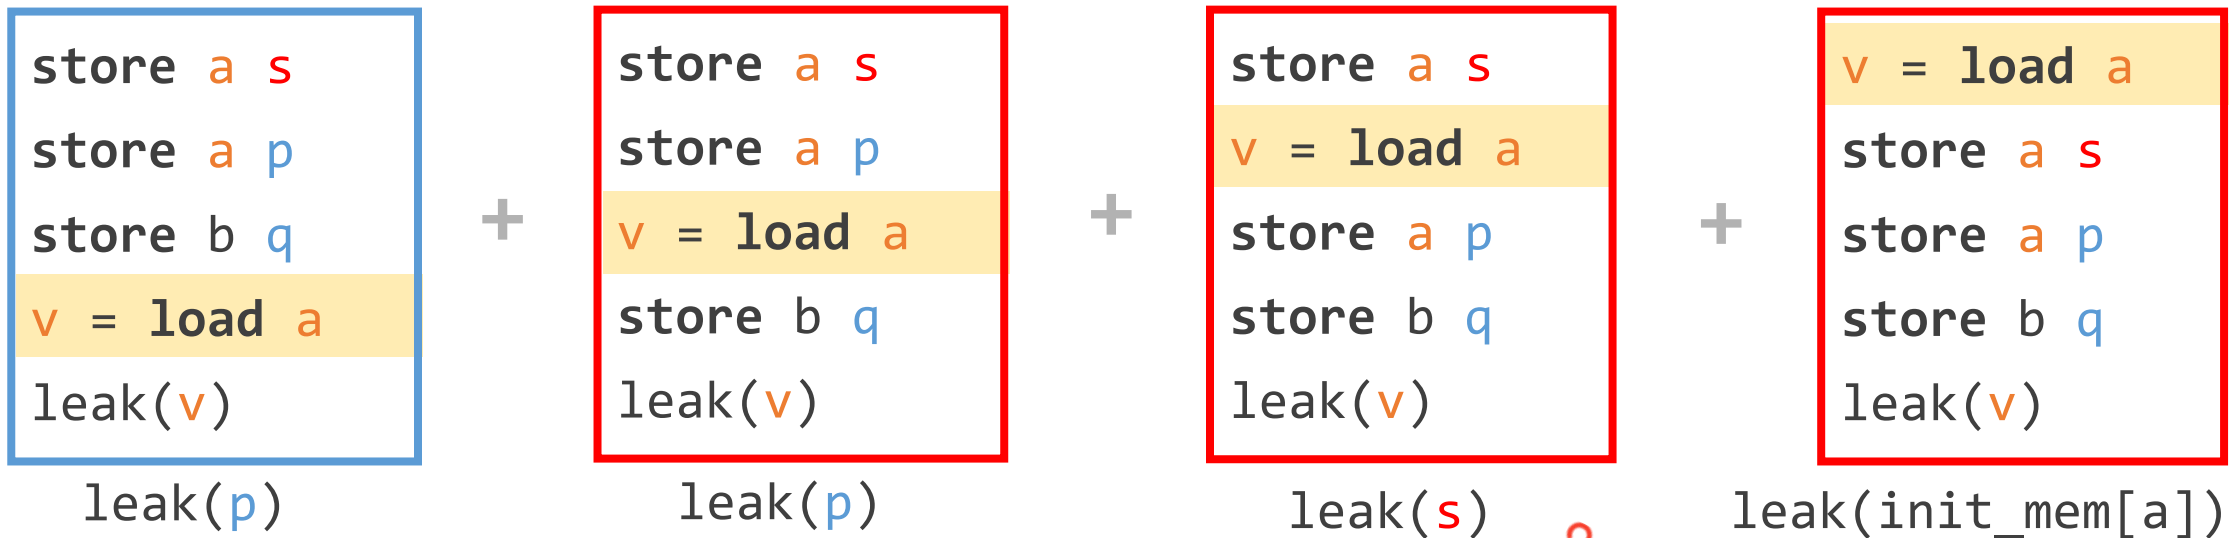 store a s
store a p
store b q
v = load a
leak(v)
leak(p)
+
store a s
store a p
v = load a
store b q
leak(v)
leak(p)
+
store a s
v = load a
store a p
store b q
leak(v)
leak(s)
+
v = load a
store a s
store a p
store b q
leak(v)
leak(init_mem[a])